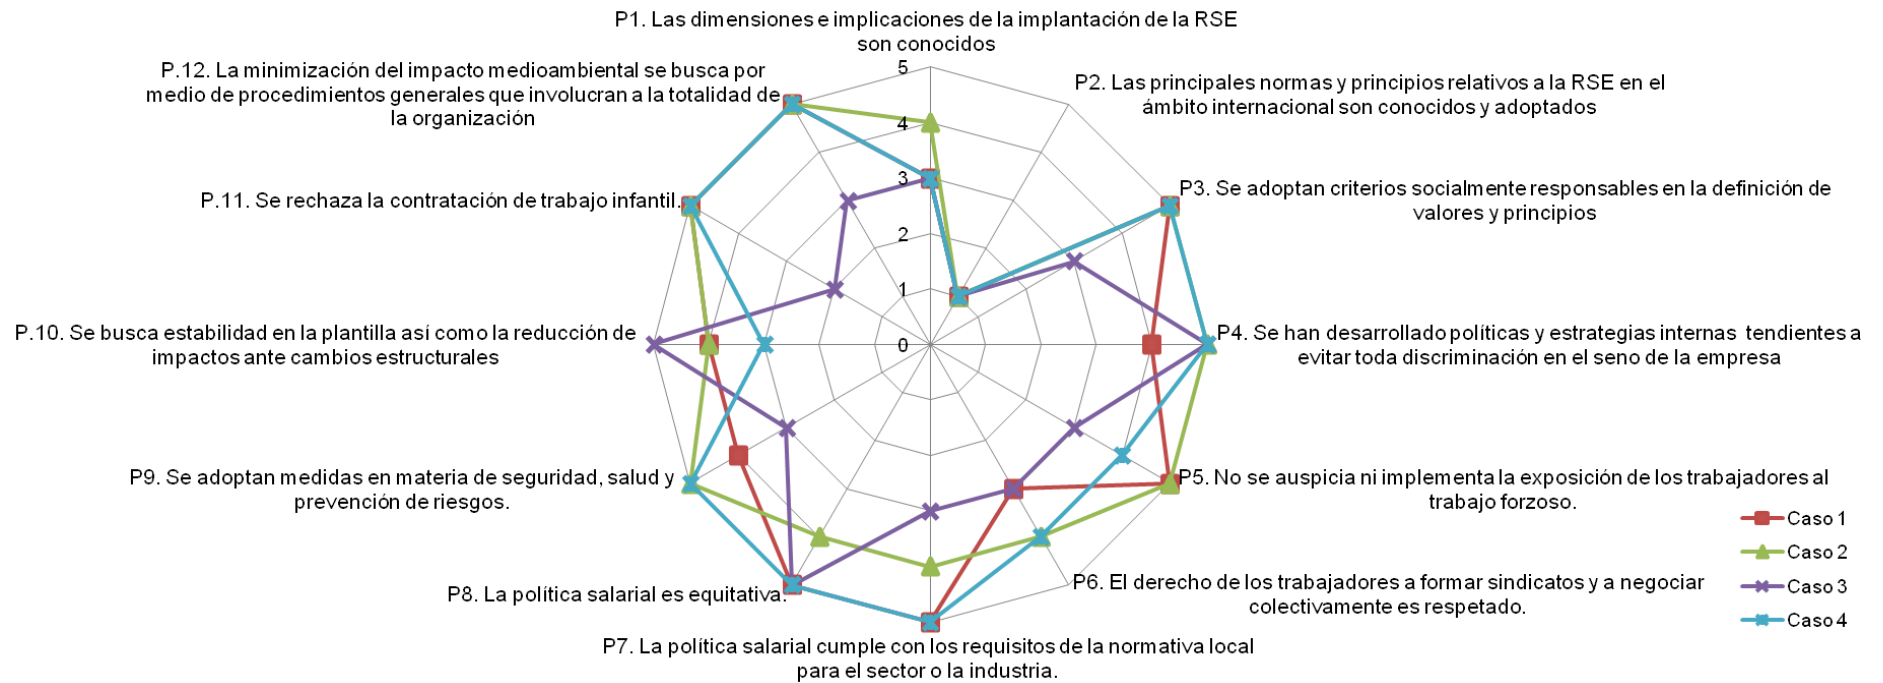 P1. Las dimensiones e implicaciones de la implantación de la RSE
son conocidos
P.12. La minimización del impacto medioambiental se busca por
medio de procedimientos generales que involucran a la totalidad de
la organización
P2. Las principales normas y principios relativos a la RSE en el
ámbito internacional son conocidos y adoptados
5
4
3
2
1
0
P.11. Se rechaza la contratación de trabajo infantil.
P3. Se adoptan criterios socialmente responsables en la definición de
valores y principios
P.10. Se busca estabilidad en la plantilla así como la reducción de
impactos ante cambios estructurales
P4. Se han desarrollado políticas y estrategias internas  tendientes a
evitar toda discriminación en el seno de la empresa
P9. Se adoptan medidas en materia de seguridad, salud y
prevención de riesgos.
P5. No se auspicia ni implementa la exposición de los trabajadores al
trabajo forzoso.
P8. La política salarial es equitativa.
P6. El derecho de los trabajadores a formar sindicatos y a negociar
colectivamente es respetado.
P7. La política salarial cumple con los requisitos de la normativa local
para el sector o la industria.
Caso 1
Caso 2
Caso 3
Caso 4